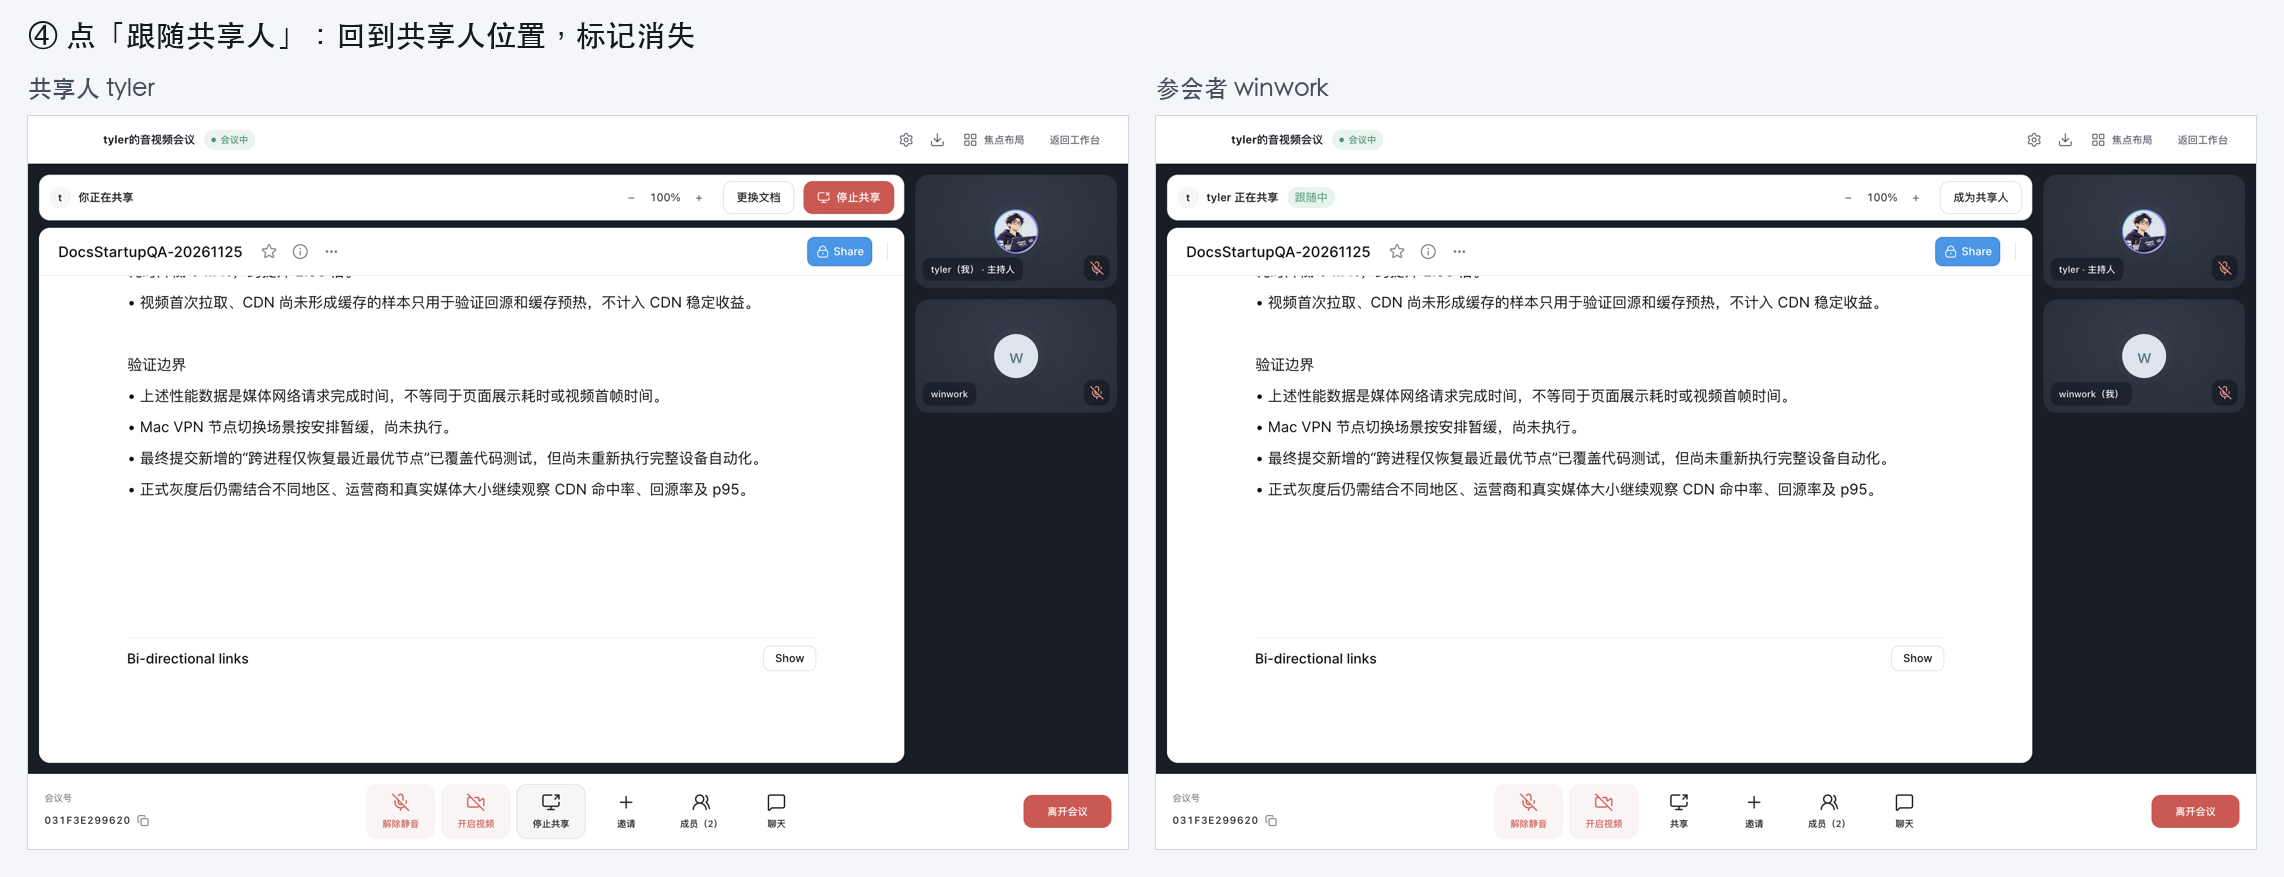 ④ 点「跟随共享人」：回到共享人位置，标记消失
共享人 tyler
tyler的音视频会议 会议中 焦点布局 返回工作台
t 你正在共享 − 100% + 更换文档 停止共享
DocsStartupQA-20261125 Share
• 视频首次拉取、CDN 尚未形成缓存的样本只用于验证回源和缓存预热，不计入 CDN 稳定收益。
验证边界
• 上述性能数据是媒体网络请求完成时间，不等同于页面展示耗时或视频首帧时间。
• Mac VPN 节点切换场景按安排暂缓，尚未执行。
• 最终提交新增的“跨进程仅恢复最近最优节点”已覆盖代码测试，但尚未重新执行完整设备自动化。
• 正式灰度后仍需结合不同地区、运营商和真实媒体大小继续观察 CDN 命中率、回源率及 p95。
Bi-directional links Show
tyler（我）· 主持人
W
winwork
会议号
031F3E299620
解除静音 开启视频 停止共享 邀请 成员（2） 聊天 离开会议
参会者 winwork
tyler的音视频会议 会议中 焦点布局 返回工作台
t tyler 正在共享 跟随中 − 100% + 成为共享人
DocsStartupQA-20261125 Share
• 视频首次拉取、CDN 尚未形成缓存的样本只用于验证回源和缓存预热，不计入 CDN 稳定收益。
验证边界
• 上述性能数据是媒体网络请求完成时间，不等同于页面展示耗时或视频首帧时间。
• Mac VPN 节点切换场景按安排暂缓，尚未执行。
• 最终提交新增的“跨进程仅恢复最近最优节点”已覆盖代码测试，但尚未重新执行完整设备自动化。
• 正式灰度后仍需结合不同地区、运营商和真实媒体大小继续观察 CDN 命中率、回源率及 p95。
Bi-directional links Show
tyler · 主持人
W
winwork（我）
会议号
031F3E299620
解除静音 开启视频 共享 邀请 成员（2） 聊天 离开会议